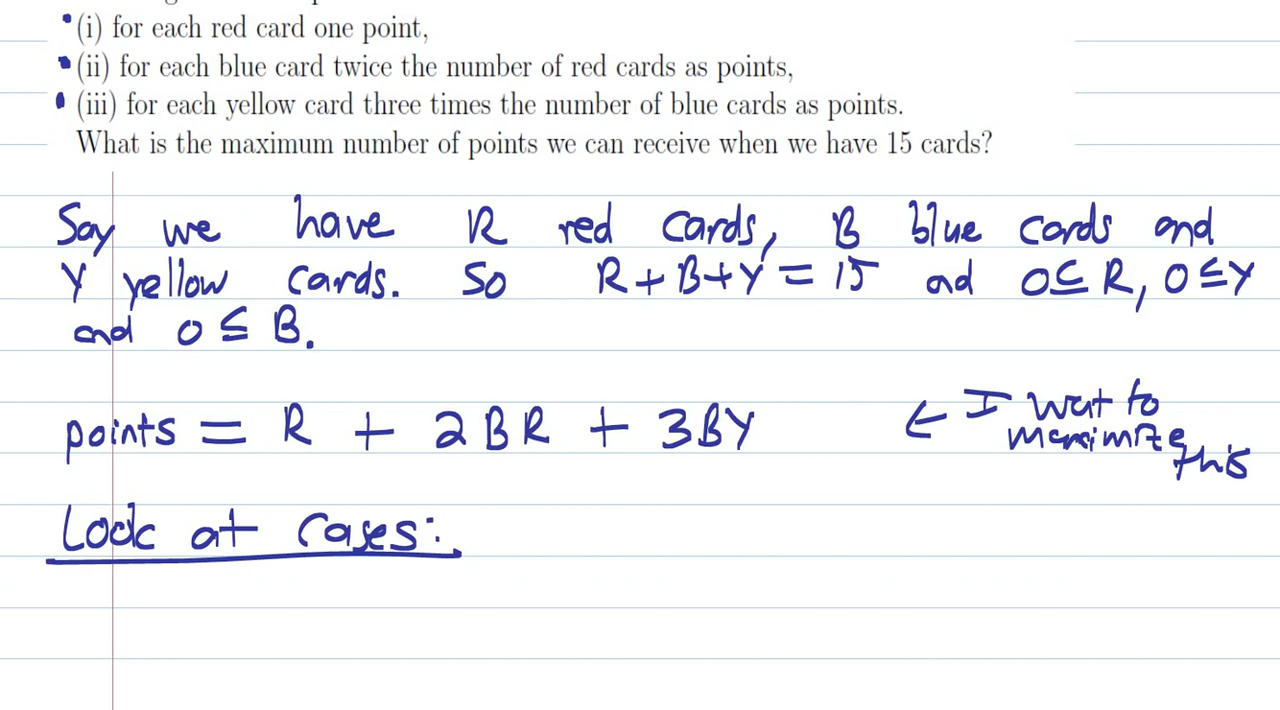 (i) for each red card one point,
(ii) for each blue card twice the number of red cards as points,
(iii) for each yellow card three times the number of blue cards as points.
What is the maximum number of points we can receive when we have 15 cards?
Say we have R red cards, B blue cards and
Y yellow cards. So R+B+Y = 15 and 0≤R, 0≤Y
and 0 ≤ B.
points = R + 2BR + 3BY ← I want to
maximize
this
Look at cases: